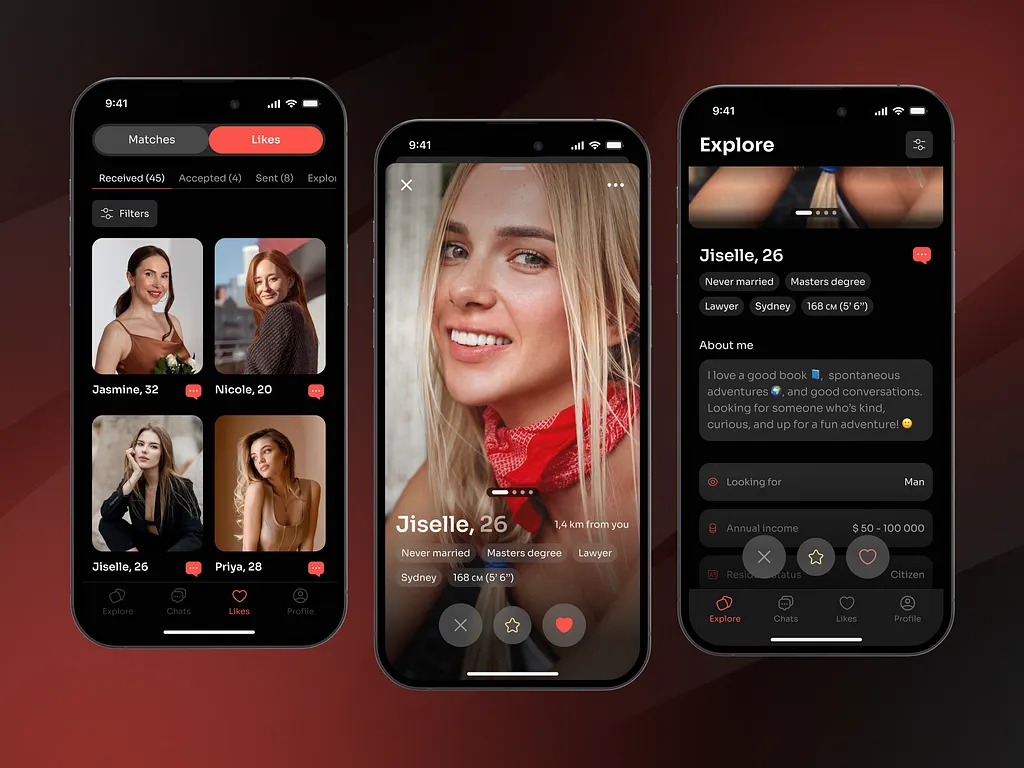 9:41
Matches
Likes
Received (45) Accepted (4) Sent (8) Explor
Filters
Jasmine, 32
Nicole, 20
Jiselle, 26
Priya, 28
Explore
Chats
Likes
Profile
9:41
Jiselle, 26
1,4 km from you
Never married Masters degree Lawyer
Sydney 168 см (5' 6’’)
9:41
Explore
Jiselle, 26
Never married Masters degree
Lawyer Sydney 168 см (5' 6’’)
About me
I love a good book 📘, spontaneous
adventures 🌍, and good conversations.
Looking for someone who's kind,
curious, and up for a fun adventure! 🙂
Looking for Man
Annual income $ 50 - 100 000
Citizen
Explore
Chats
Likes
Profile